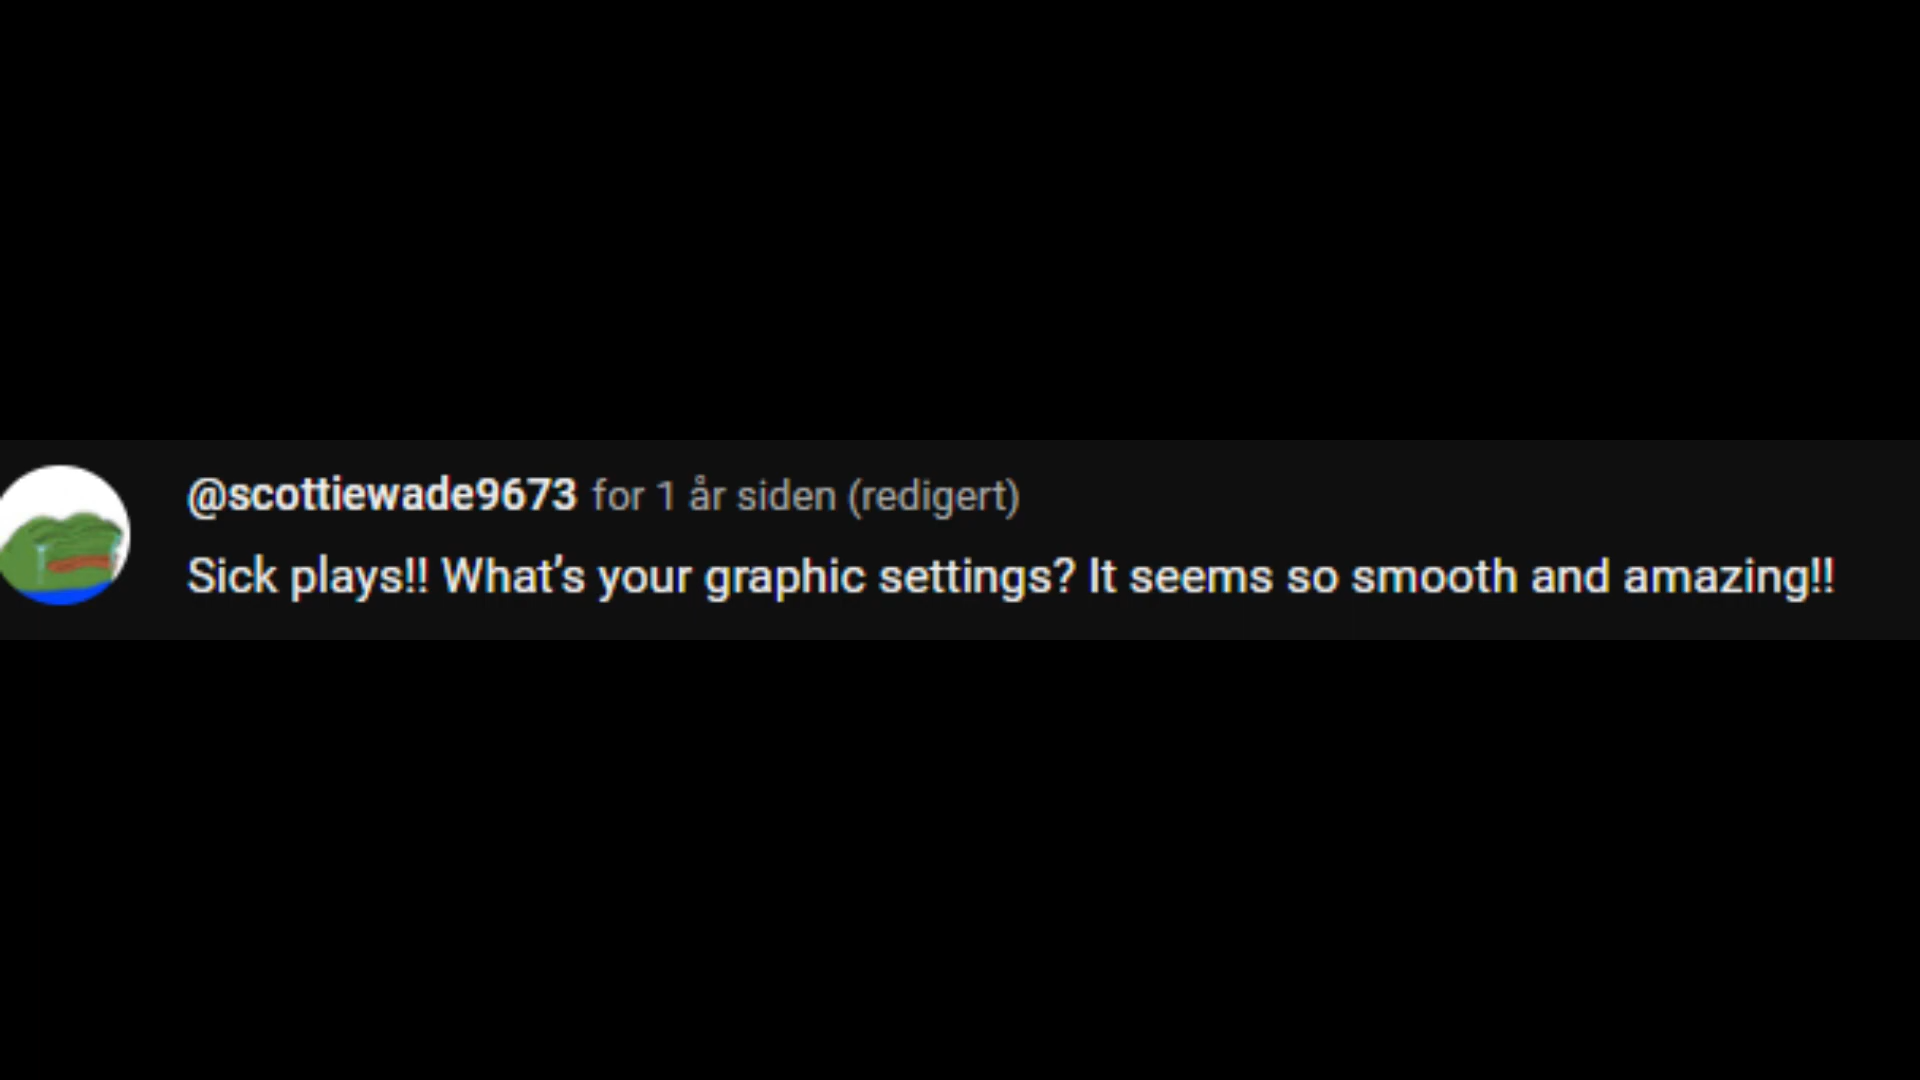 @scottiewade9673 for 1 år siden (redigert)
Sick plays!! What’s your graphic settings? It seems so smooth and amazing!!